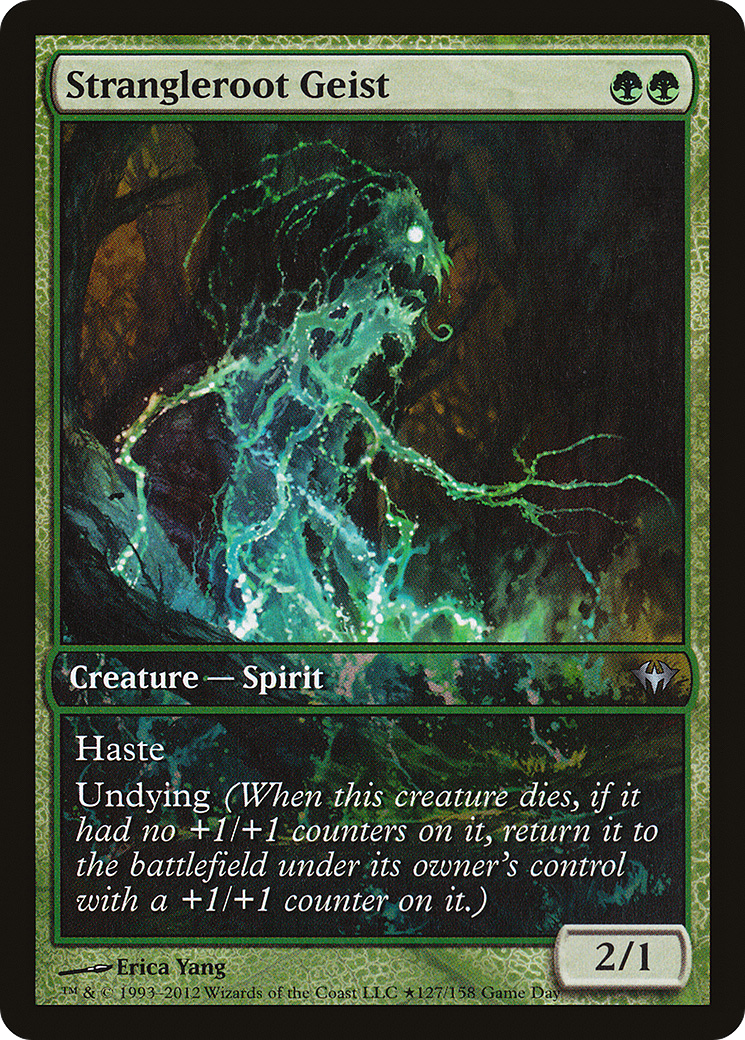 Strangleroot Geist
Creature — Spirit
Haste
Undying (When this creature dies, if it
had no +1/+1 counters on it, return it to
the battlefield under its owner's control
with a +1/+1 counter on it.)
2/1
Erica Yang
™ & © 1993–2012 Wizards of the Coast LLC ★127/158 Game Day